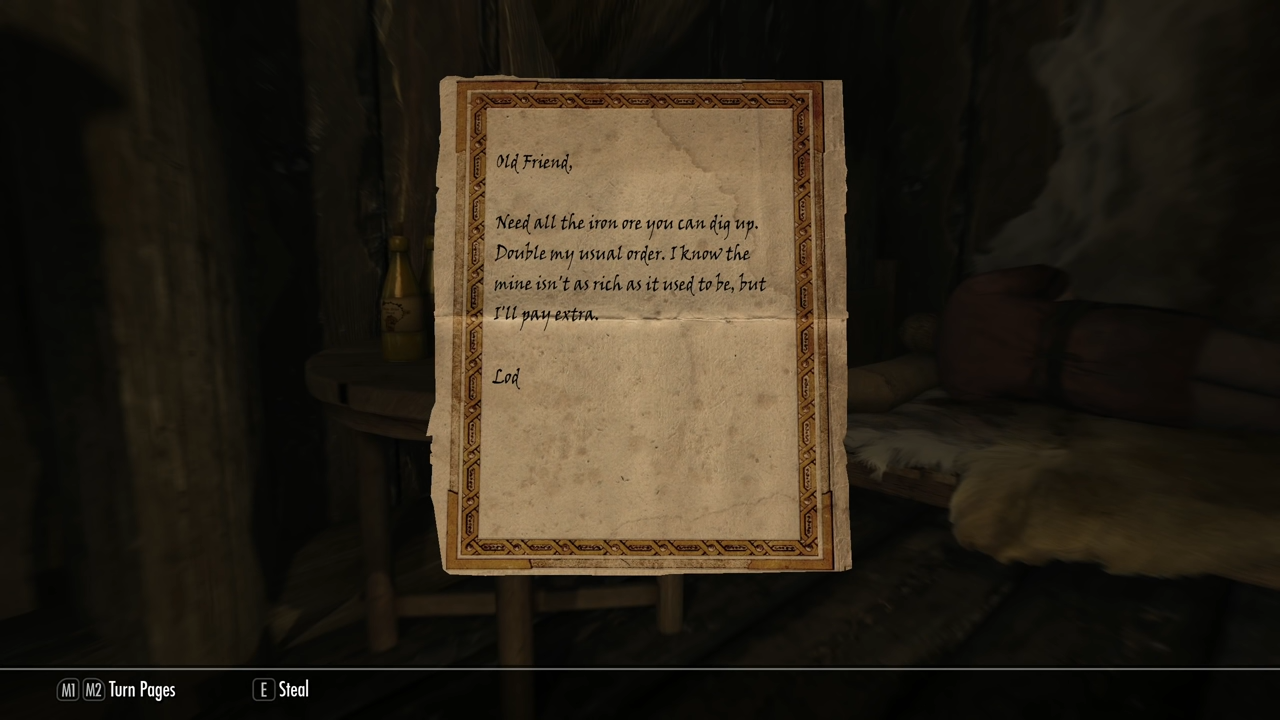 Old Friend,
Need all the iron ore you can dig up.
Double my usual order. I know the
mine isn't as rich as it used to be, but
I'll pay extra.
Lod
M1 M2 Turn Pages
E Steal